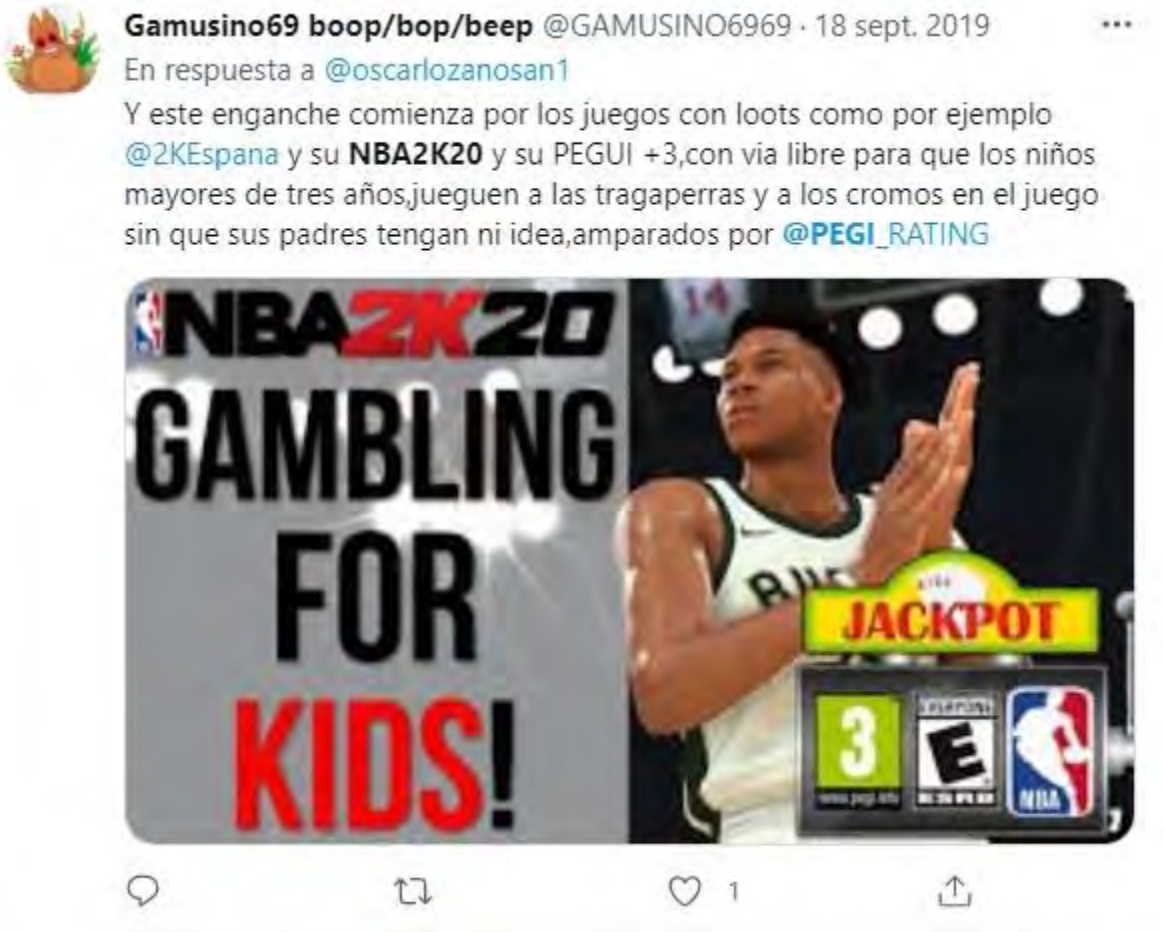 Gamusino69 boop/bop/beep @GAMUSINO6969 · 18 sept. 2019
En respuesta a @oscarlozanosan1
Y este enganche comienza por los juegos con loots como por ejemplo
@2KEspana y su NBA2K20 y su PEGUI +3,con via libre para que los niños
mayores de tres años,jueguen a las tragaperras y a los cromos en el juego
sin que sus padres tengan ni idea,amparados por @PEGI_RATING
NBA2K20
GAMBLING
FOR
KIDS!
14
JACKPOT
3
EVERYONE
E
NBA
1